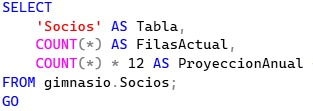 SELECT
'Socios' AS Tabla,
COUNT(*) AS FilasActual,
COUNT(*) * 12 AS ProyeccionAnual
FROM gimnasio.Socios;
GO